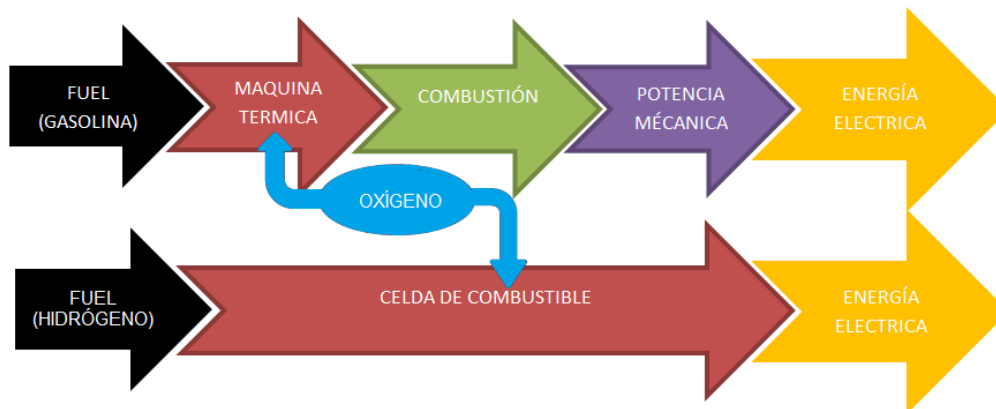 FUEL
(GASOLINA)
MAQUINA
TERMICA
COMBUSTIÓN
POTENCIA
MÉCANICA
ENERGÍA
ELECTRICA
OXÍGENO
FUEL
(HIDRÓGENO)
CELDA DE COMBUSTIBLE
ENERGÍA
ELECTRICA